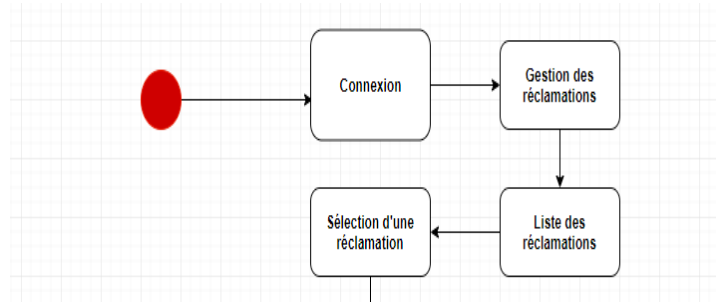 Connexion
Gestion des
réclamations
Sélection d'une
réclamation
Liste des
réclamations